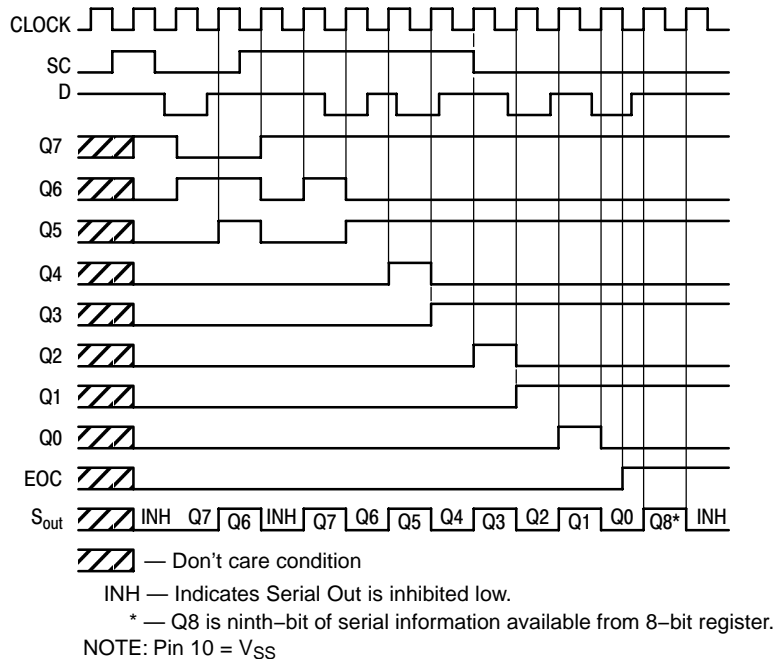 CLOCK
SC
D
Q7
Q6
Q5
Q4
Q3
Q2
Q1
Q0
EOC
Sout INH Q7 Q6 INH Q7 Q6 Q5 Q4 Q3 Q2 Q1 Q0 Q8* INH
— Don't care condition
INH — Indicates Serial Out is inhibited low.
* — Q8 is ninth−bit of serial information available from 8−bit register.
NOTE: Pin 10 = VSS